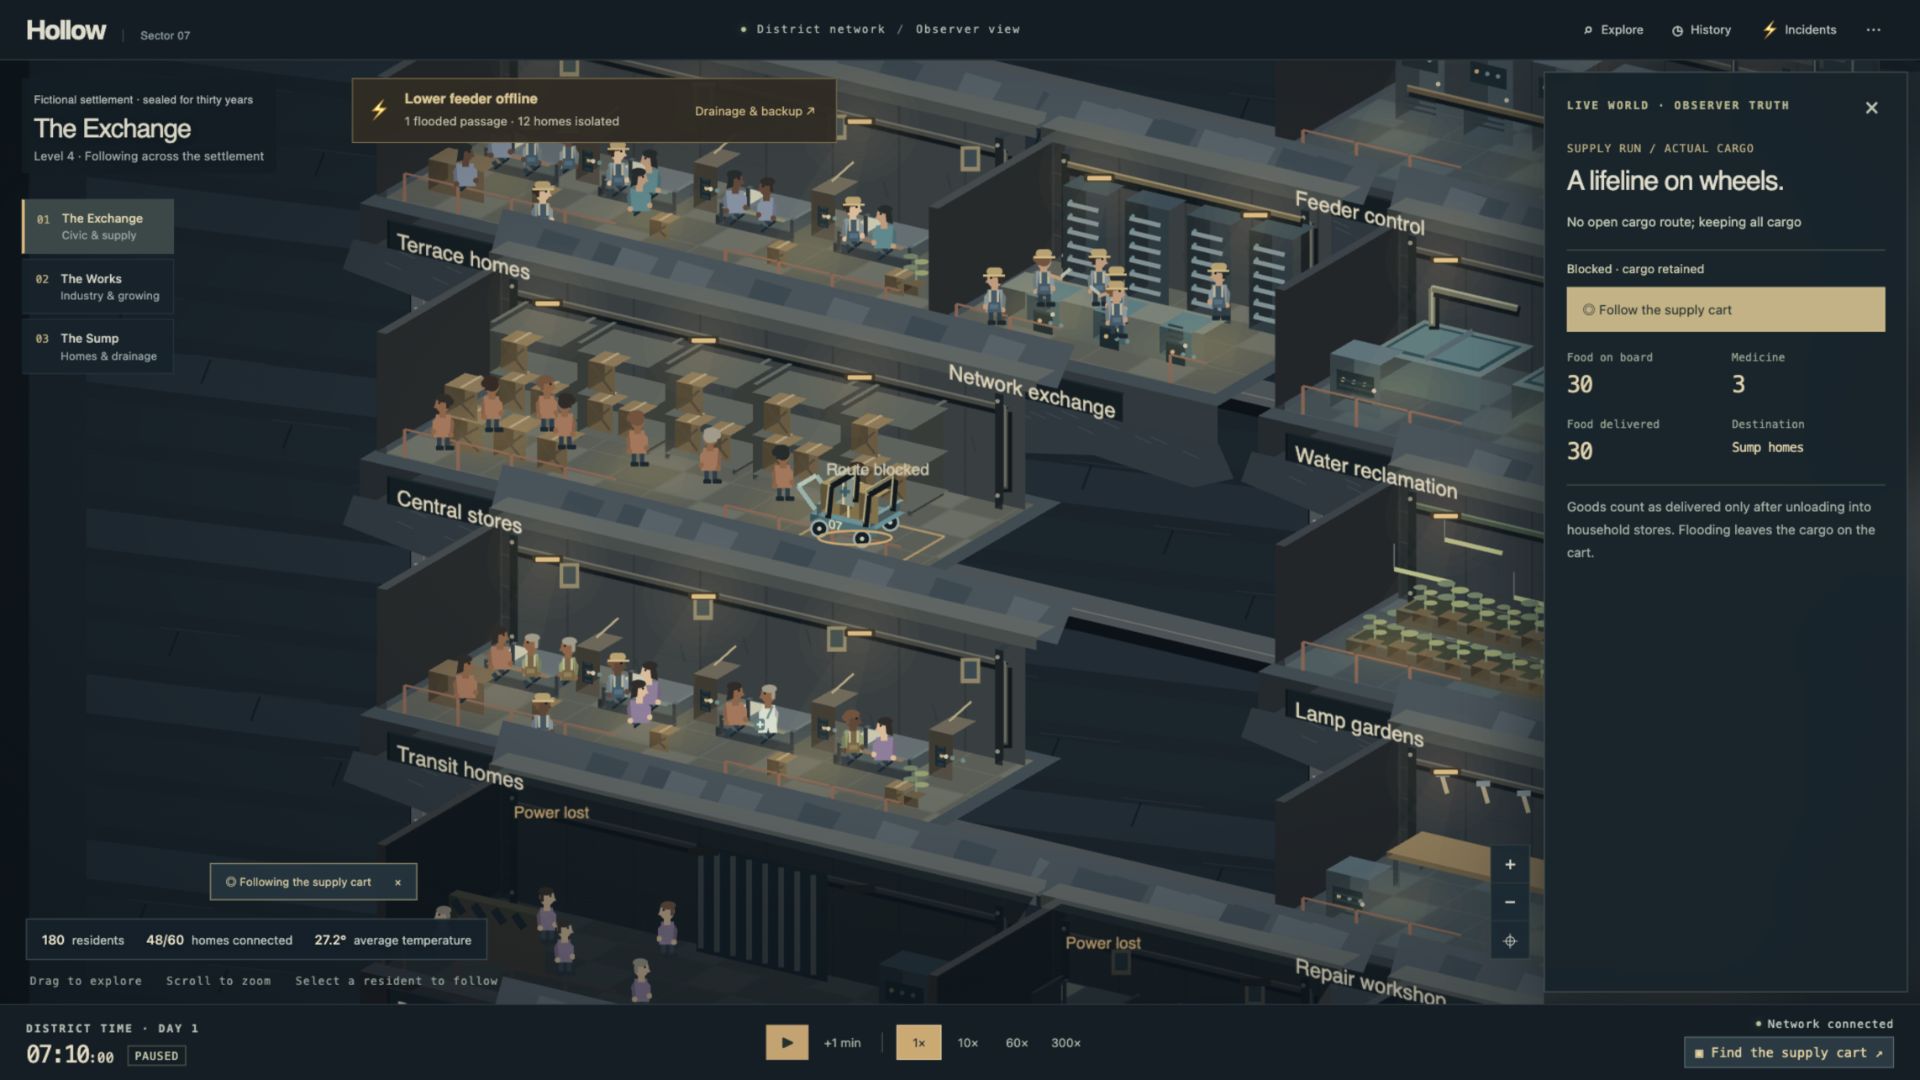 Hollow
Sector 07
District network / Observer view
Explore
History
Incidents
Fictional settlement · sealed for thirty years
The Exchange
Level 4 · Following across the settlement
Lower feeder offline
1 flooded passage · 12 homes isolated
Drainage & backup ↗
01 The Exchange
Civic & supply
02 The Works
Industry & growing
03 The Sump
Homes & drainage
Terrace homes
Feeder control
Network exchange
Central stores
Route blocked
07
Water reclamation
Lamp gardens
Transit homes
Power lost
Power lost
Repair workshop
LIVE WORLD · OBSERVER TRUTH
SUPPLY RUN / ACTUAL CARGO
A lifeline on wheels.
No open cargo route; keeping all cargo
Blocked · cargo retained
◎ Follow the supply cart
Food on board
30
Medicine
3
Food delivered
30
Destination
Sump homes
Goods count as delivered only after unloading into
household stores. Flooding leaves the cargo on the
cart.
◎ Following the supply cart ×
180 residents 48/60 homes connected 27.2° average temperature
Drag to explore Scroll to zoom Select a resident to follow
DISTRICT TIME · DAY 1
07:10:00 PAUSED
+1 min
1×
10×
60×
300×
Network connected
Find the supply cart ↗